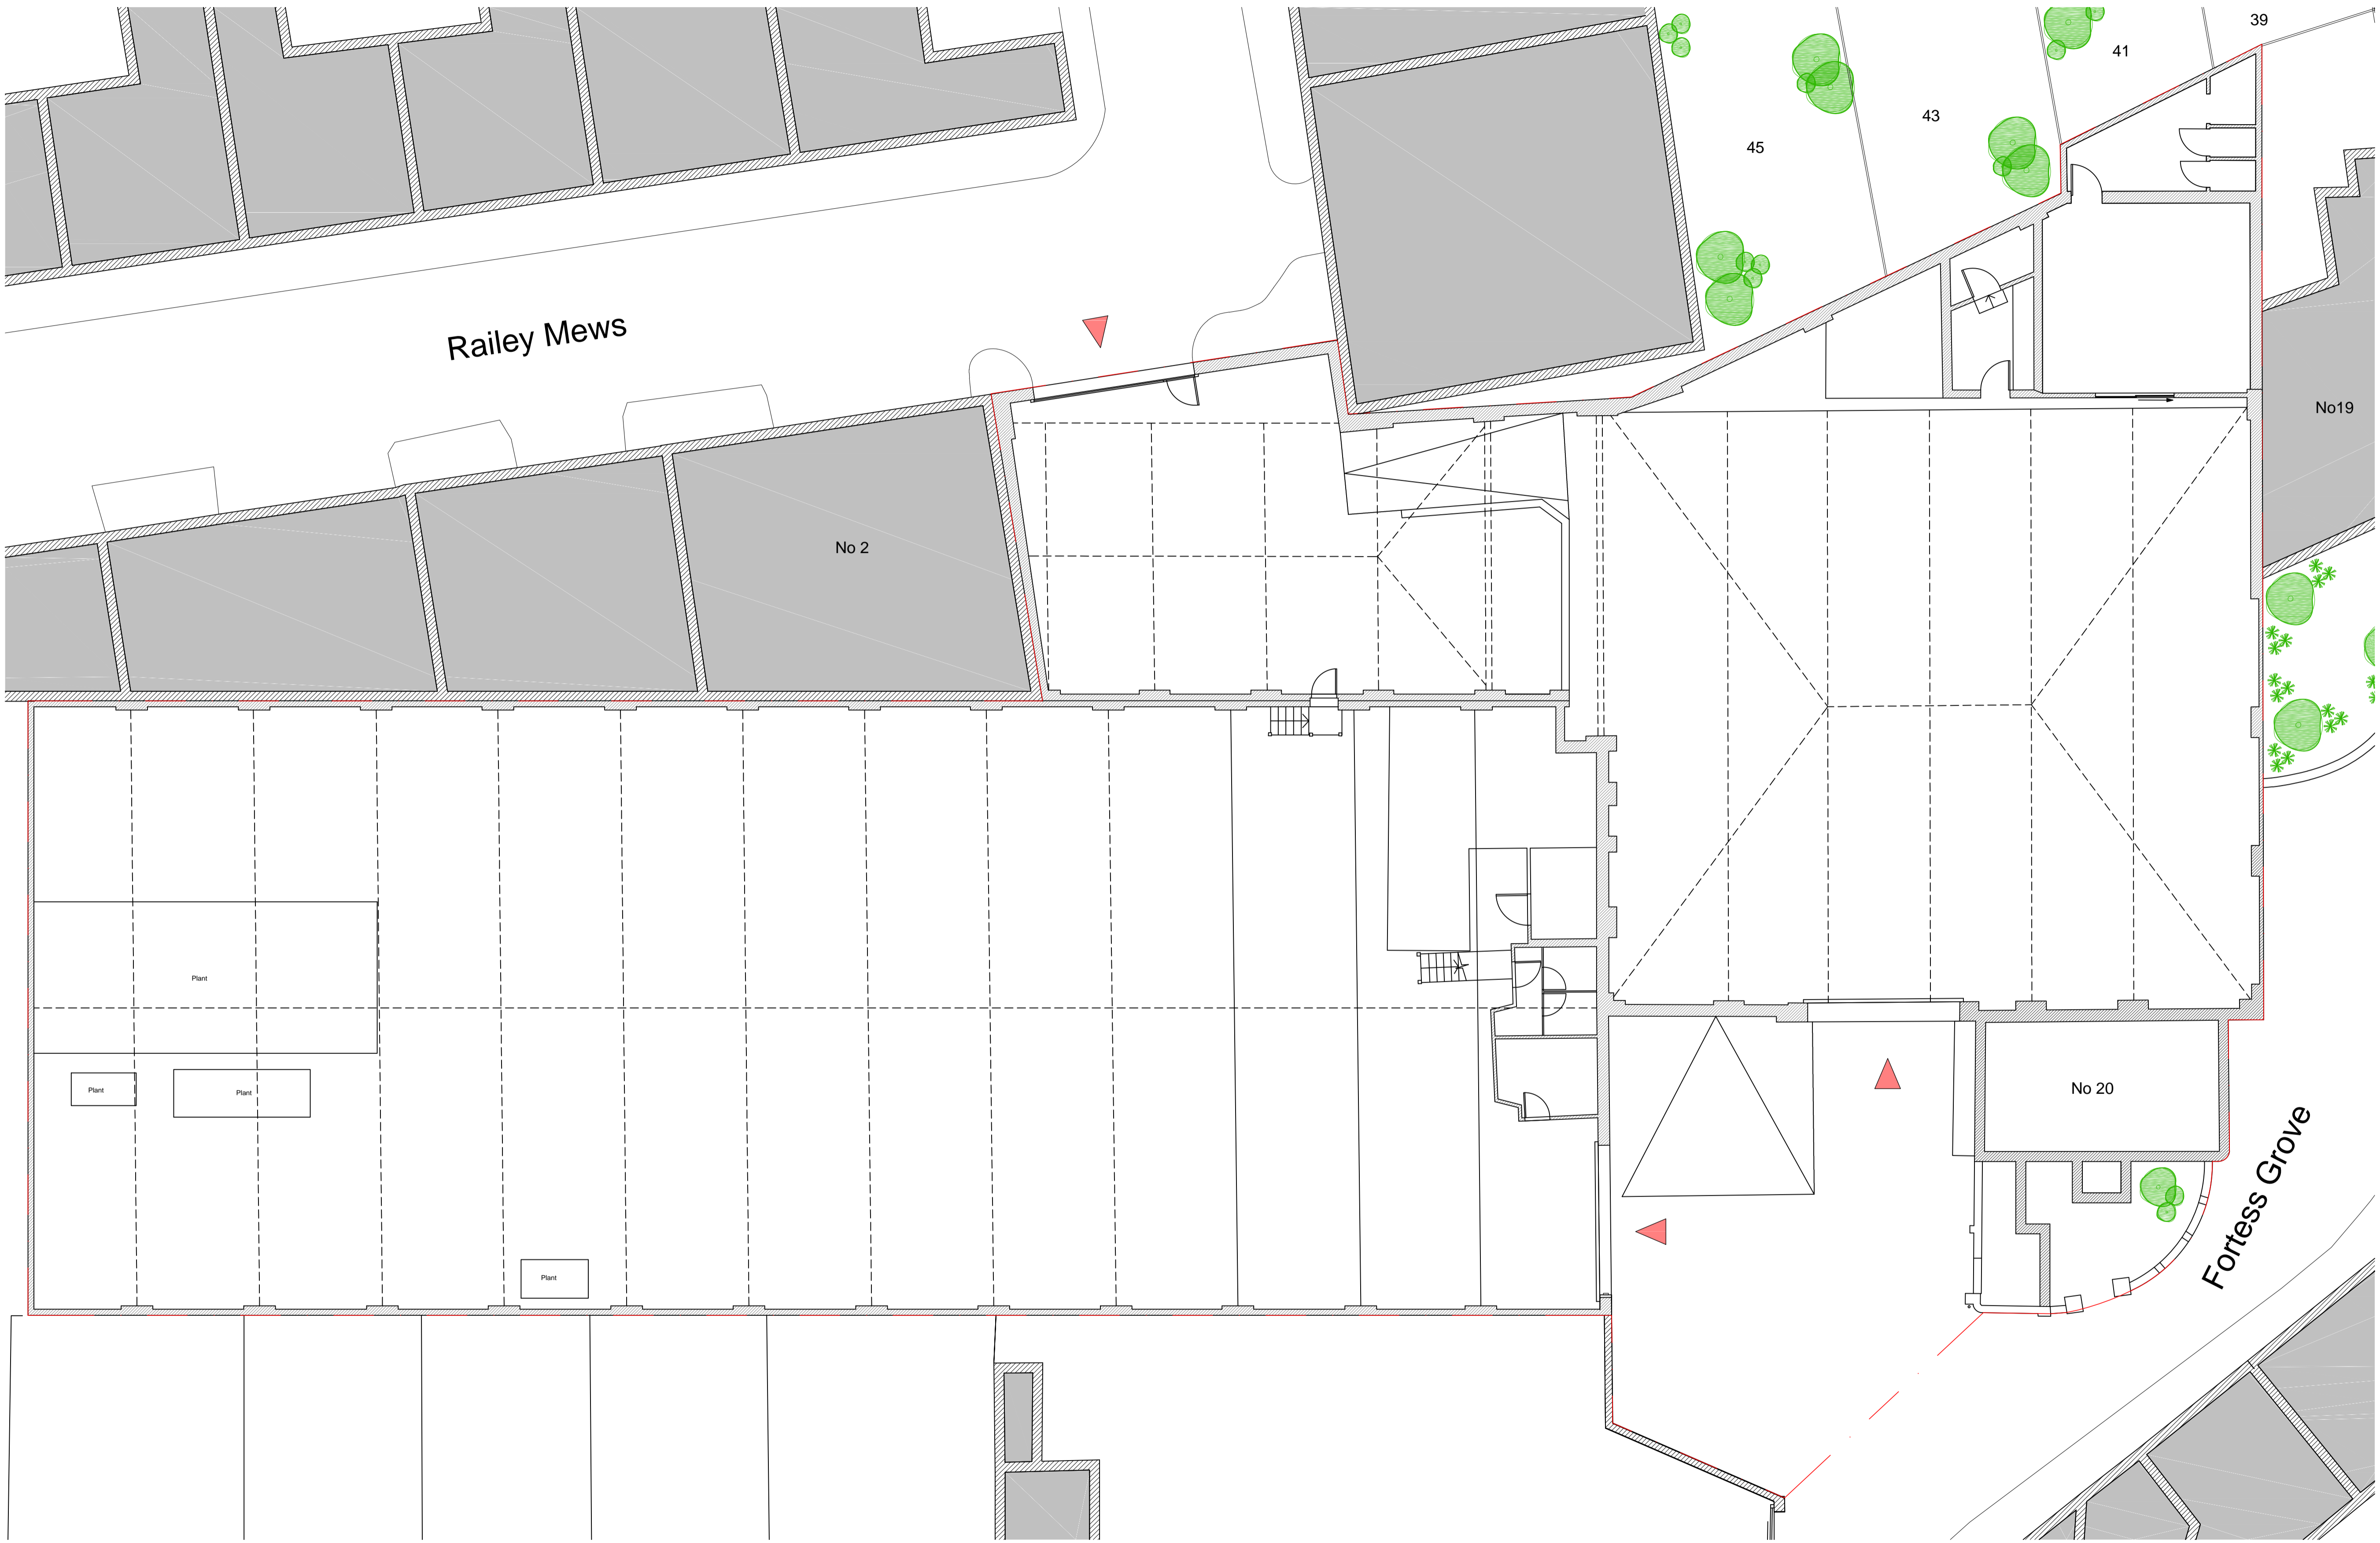 39
41
43
45
Railey Mews
No19
No 2
Plant
Plant
Plant
No 20
Fortess Grove
Plant